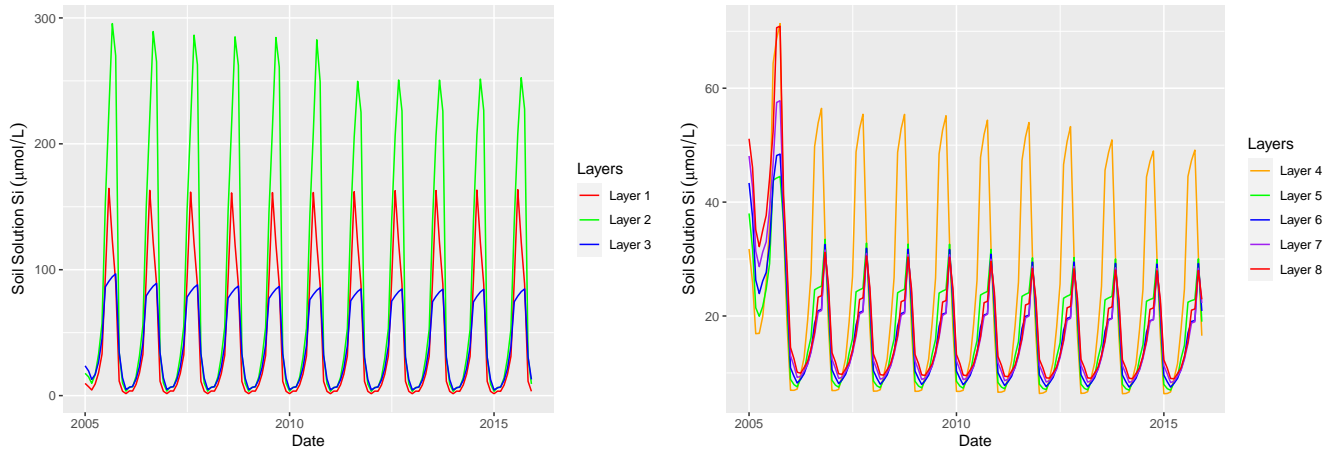 300
200
100
0
Soil Solution Si (μmol/L)
2005
2010
2015
Date
Layers
Layer 1
Layer 2
Layer 3
60
40
20
Soil Solution Si (μmol/L)
2005
2010
2015
Date
Layers
Layer 4
Layer 5
Layer 6
Layer 7
Layer 8